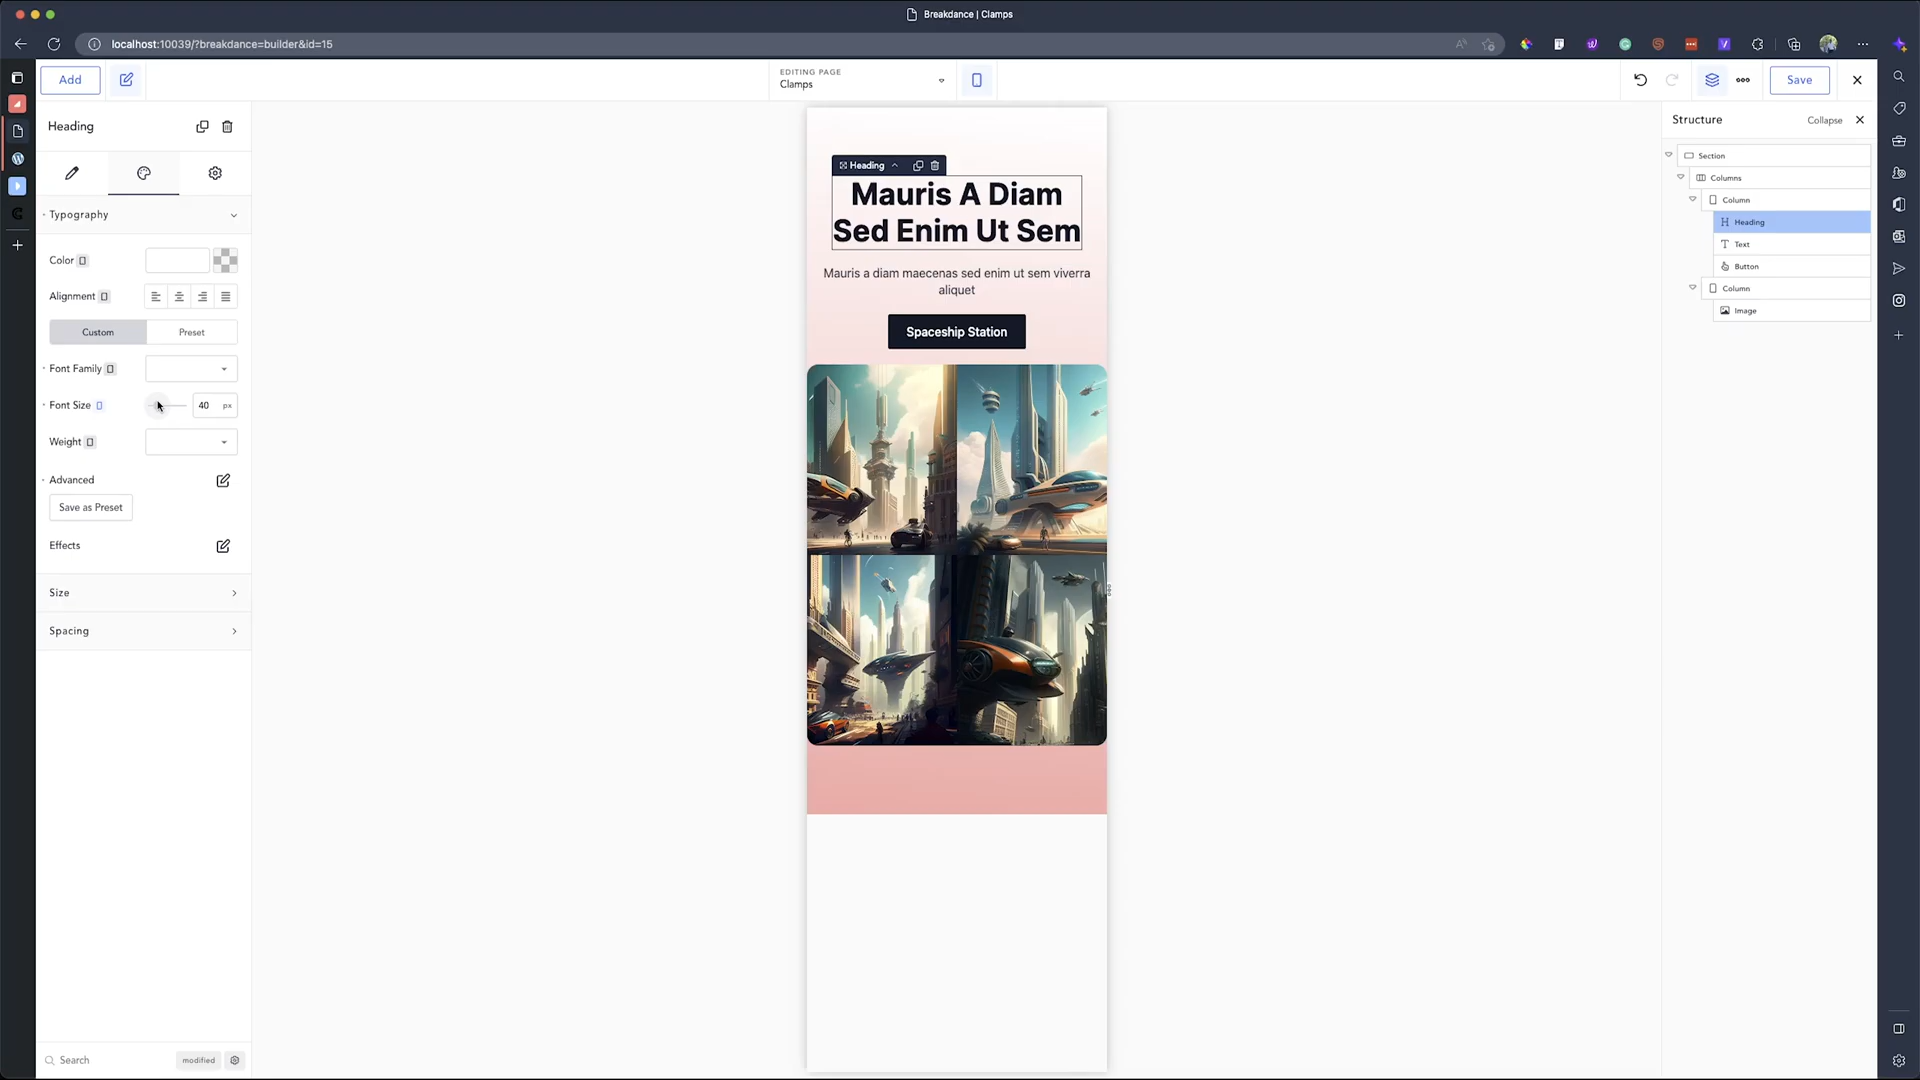 Breakdance | Clamps
localhost:10039/?breakdance=builder&id=15
Add
EDITING PAGE
Clamps
Save
Heading
Typography
Color
Alignment
Custom
Preset
Font Family
Font Size
40
px
Weight
Advanced
Save as Preset
Effects
Size
Spacing
Search
modified
Heading
Mauris A Diam
Sed Enim Ut Sem
Mauris a diam maecenas sed enim ut sem viverra
aliquet
Spaceship Station
Structure
Collapse
Section
Columns
Column
Heading
Text
Button
Column
Image